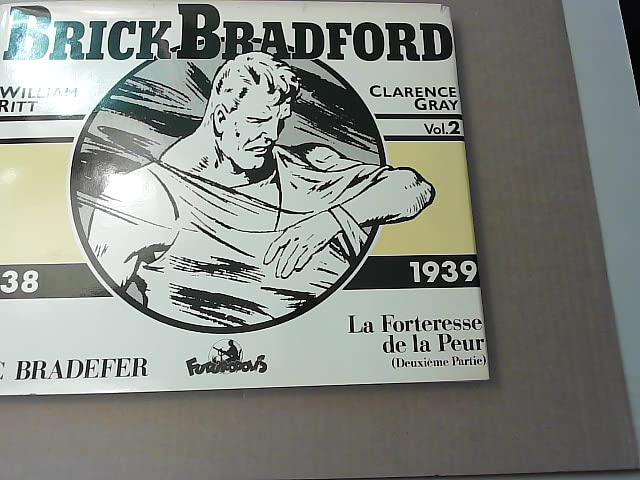 BRICK BRADFORD
WILLIAM
RITT
CLARENCE
GRAY
Vol.2
38
1939
La Forteresse
de la Peur
(Deuxième Partie)
C BRADEFER
FUTUROPOLIS